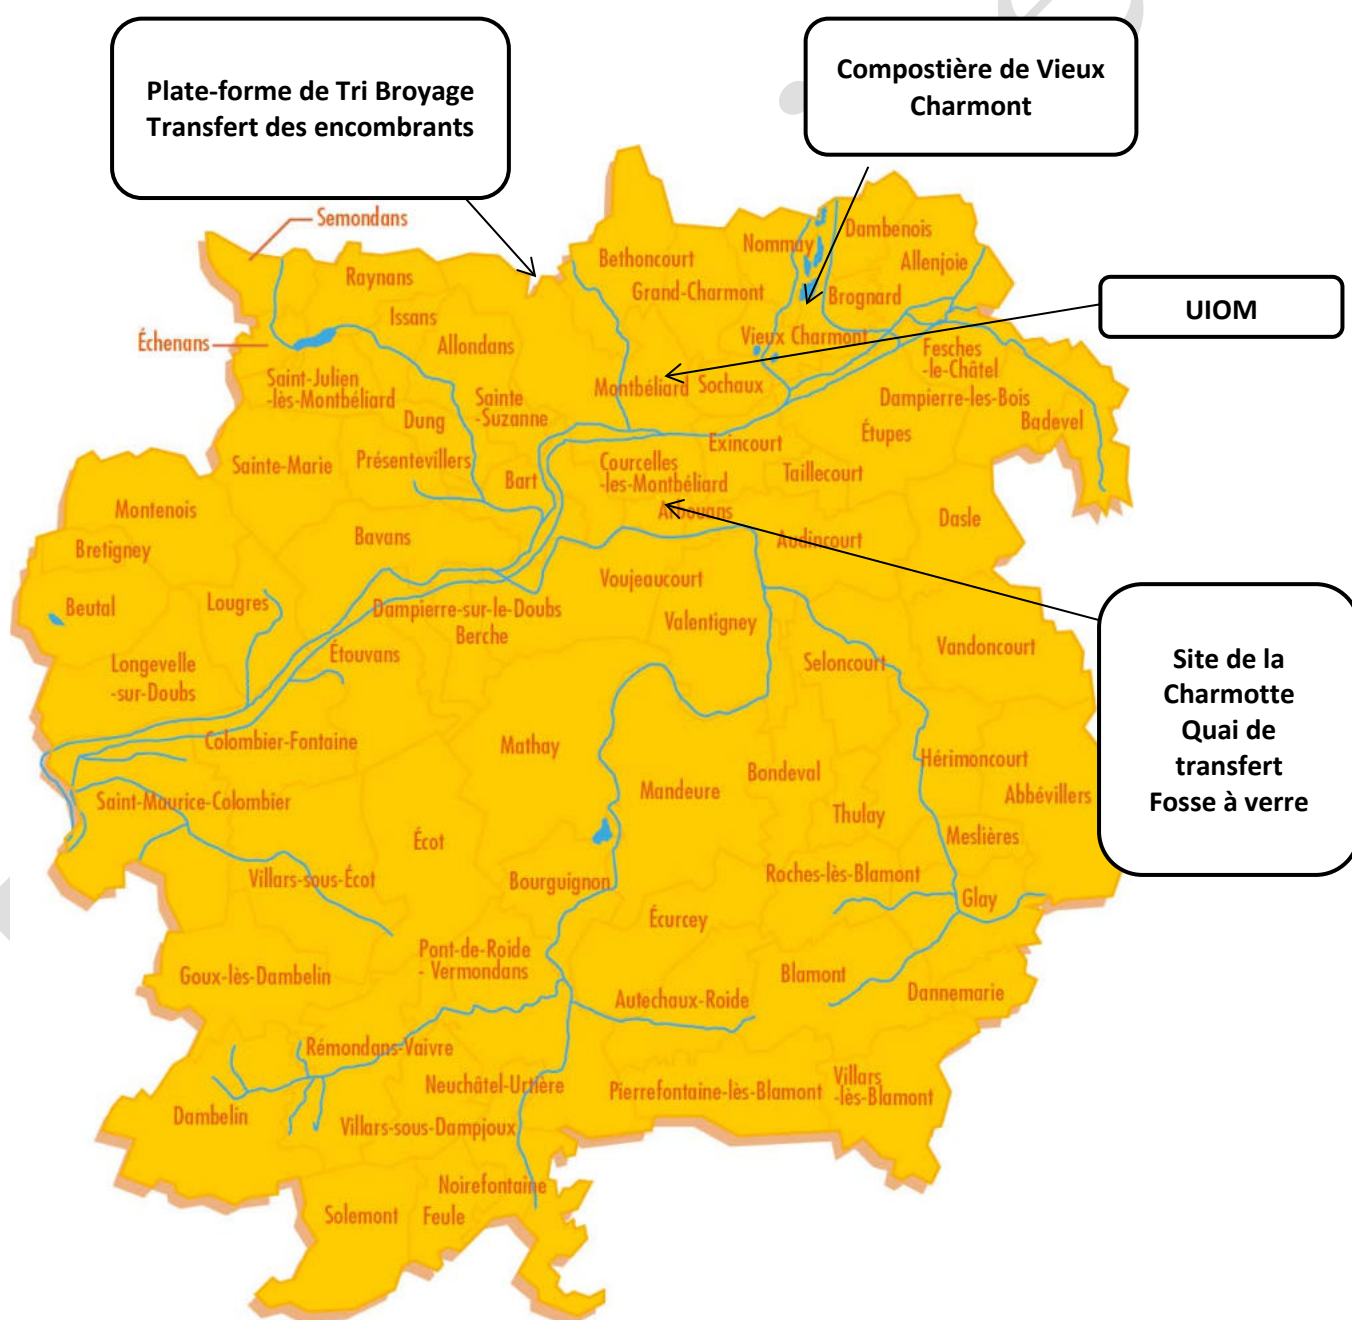 Plate-forme de Tri Broyage
Transfert des encombrants
Compostière de Vieux
Charmont
UIOM
Site de la
Charmotte
Quai de
transfert
Fosse à verre
Semondans
Raynans
Issans
Échenans
Allondans
Saint-Julien
-lès-Montbéliard
Sainte
-Suzanne
Dung
Sainte-Marie
Présentevillers
Bart
Bethoncourt
Grand-Charmont
Nommay
Dambenois
Allenjoie
Brognard
Vieux Charmont
Fesches
-le-Châtel
Montbéliard
Sochaux
Dampierre-les-Bois
Badevel
Exincourt
Étupes
Courcelles
-les-Montbéliard
Taillecourt
Arbouans
Audincourt
Dasle
Montenois
Bretigney
Bavans
Beutal
Lougres
Dampierre-sur-le-Doubs
Berche
Voujeaucourt
Valentigney
Vandoncourt
Seloncourt
Étouvans
Longevelle
-sur-Doubs
Colombier-Fontaine
Mathay
Mandeure
Bondeval
Hérimoncourt
Abbévillers
Thulay
Meslières
Saint-Maurice-Colombier
Écot
Villars-sous-Écot
Bourguignon
Roches-lès-Blamont
Glay
Écurcey
Pont-de-Roide
- Vermondans
Goux-lès-Dambelin
Blamont
Dannemarie
Autechaux-Roide
Rémondans-Vaivre
Neuchâtel-Urtière
Pierrefontaine-lès-Blamont
Villars
-lès-Blamont
Dambelin
Villars-sous-Dampjoux
Noirefontaine
Solemont
Feule